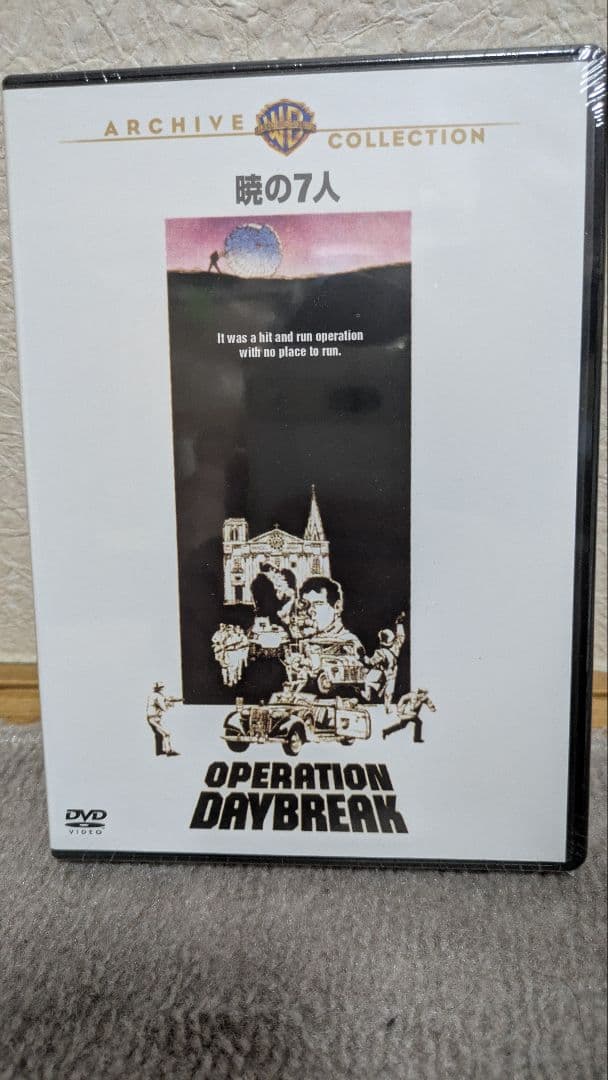 ARCHIVE COLLECTION
暁の7人
It was a hit and run operation
with no place to run.
OPERATION
DAYBREAK
DVD
VIDEO